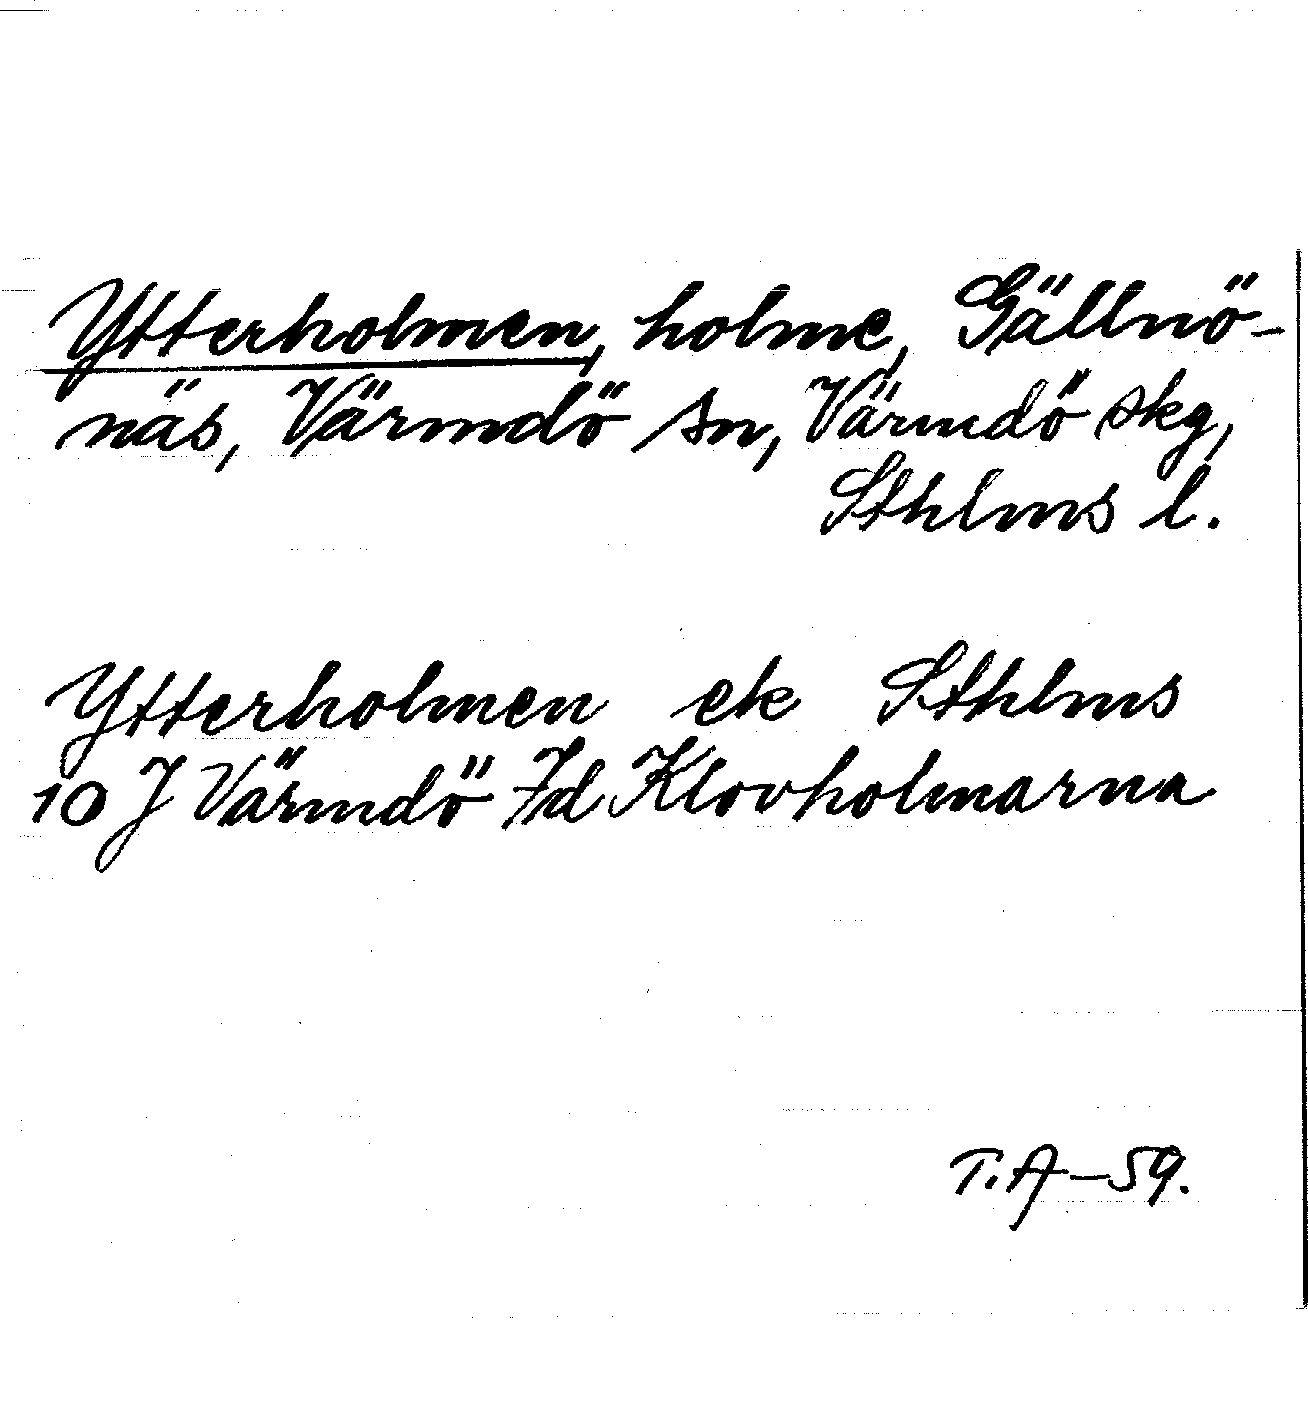 Ytterholmen, holme, Gällnö-
näs, Värmdö sn, Värmdö skg,
Sthlms l.
Ytterholmen ek Sthlms
10 J Värmdö Fd Klovholmarna
T.A-59.